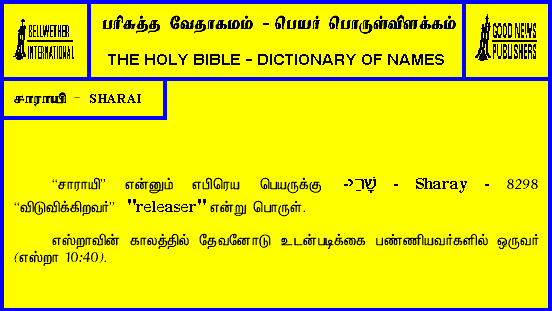 BELLWETHER
INTERNATIONAL
பரிசுத்த வேதாகமம் - பெயர் பொருள்விளக்கம்
THE HOLY BIBLE - DICTIONARY OF NAMES
GOOD NEWS
PUBLISHERS
சாராயி - SHARAI
“சாராயி” என்னும் எபிரெய பெயருக்கு שָׁרַי - Sharay - 8298
“விடுவிக்கிறவர்” "releaser" என்று பொருள்.
எஸ்றாவின் காலத்தில் தேவனோடு உடன்படிக்கை பண்ணியவர்களில் ஒருவர்
(எஸ்றா 10:40).